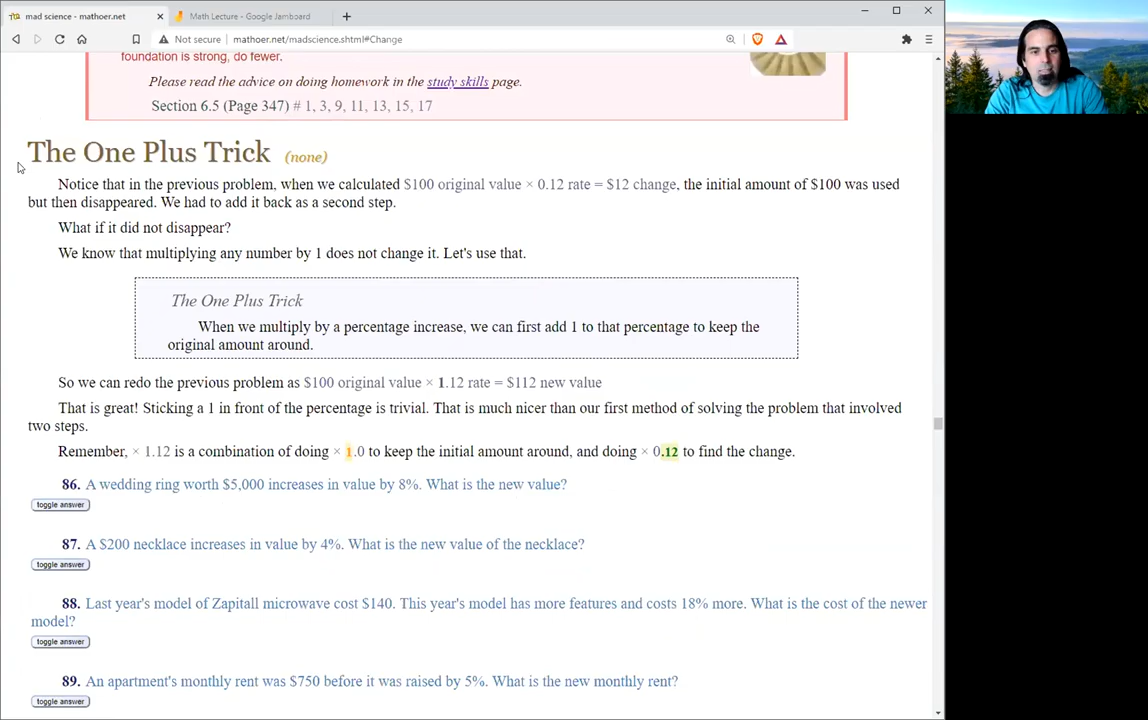 mad science - mathoer.net
Math Lecture - Google Jamboard
Not secure mathoer.net/madscience.shtml#Change
foundation is strong, do fewer.
Please read the advice on doing homework in the study skills page.
Section 6.5 (Page 347) # 1, 3, 9, 11, 13, 15, 17
The One Plus Trick (none)
Notice that in the previous problem, when we calculated $100 original value × 0.12 rate = $12 change, the initial amount of $100 was used
but then disappeared. We had to add it back as a second step.
What if it did not disappear?
We know that multiplying any number by 1 does not change it. Let's use that.
The One Plus Trick
When we multiply by a percentage increase, we can first add 1 to that percentage to keep the
original amount around.
So we can redo the previous problem as $100 original value × 1.12 rate = $112 new value
That is great! Sticking a 1 in front of the percentage is trivial. That is much nicer than our first method of solving the problem that involved
two steps.
Remember, × 1.12 is a combination of doing × 1.0 to keep the initial amount around, and doing × 0.12 to find the change.
86. A wedding ring worth $5,000 increases in value by 8%. What is the new value?
toggle answer
87. A $200 necklace increases in value by 4%. What is the new value of the necklace?
toggle answer
88. Last year's model of Zapitall microwave cost $140. This year's model has more features and costs 18% more. What is the cost of the newer
model?
toggle answer
89. An apartment's monthly rent was $750 before it was raised by 5%. What is the new monthly rent?
toggle answer